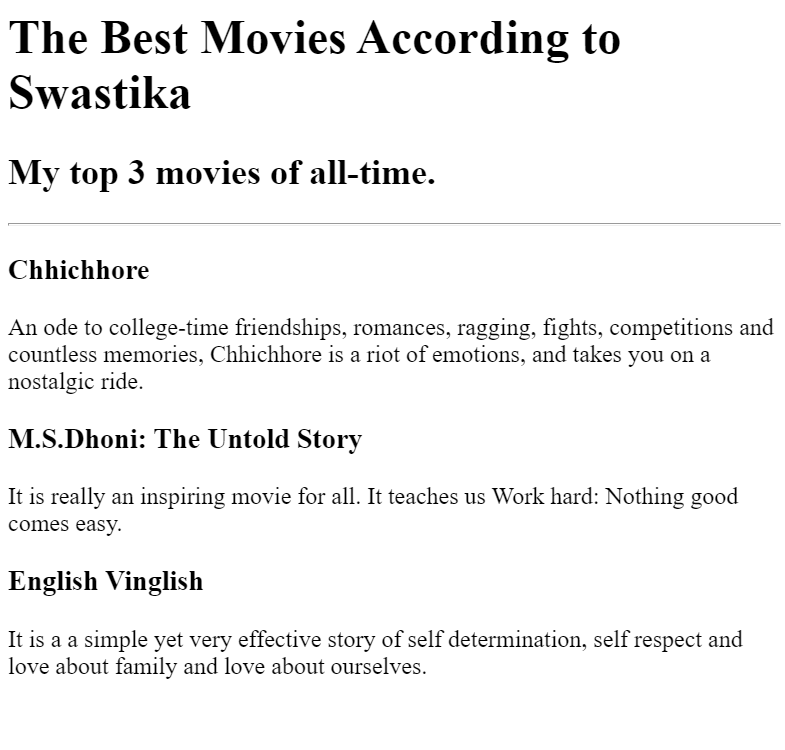 The Best Movies According to
Swastika
My top 3 movies of all-time.
Chhichhore
An ode to college-time friendships, romances, ragging, fights, competitions and
countless memories, Chhichhore is a riot of emotions, and takes you on a
nostalgic ride.
M.S.Dhoni: The Untold Story
It is really an inspiring movie for all. It teaches us Work hard: Nothing good
comes easy.
English Vinglish
It is a a simple yet very effective story of self determination, self respect and
love about family and love about ourselves.